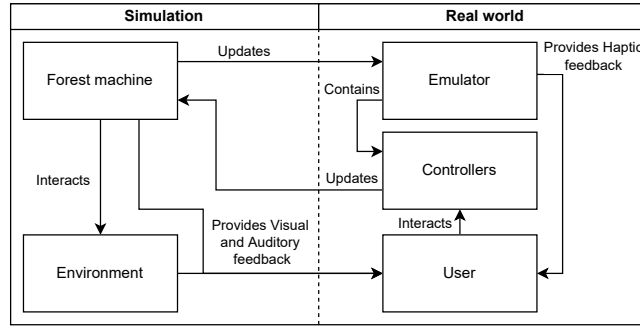 Simulation
Real world
Updates
Provides Haptic
feedback
Forest machine
Emulator
Contains
Controllers
Interacts
Updates
Provides Visual
and Auditory
feedback
Interacts
Environment
User